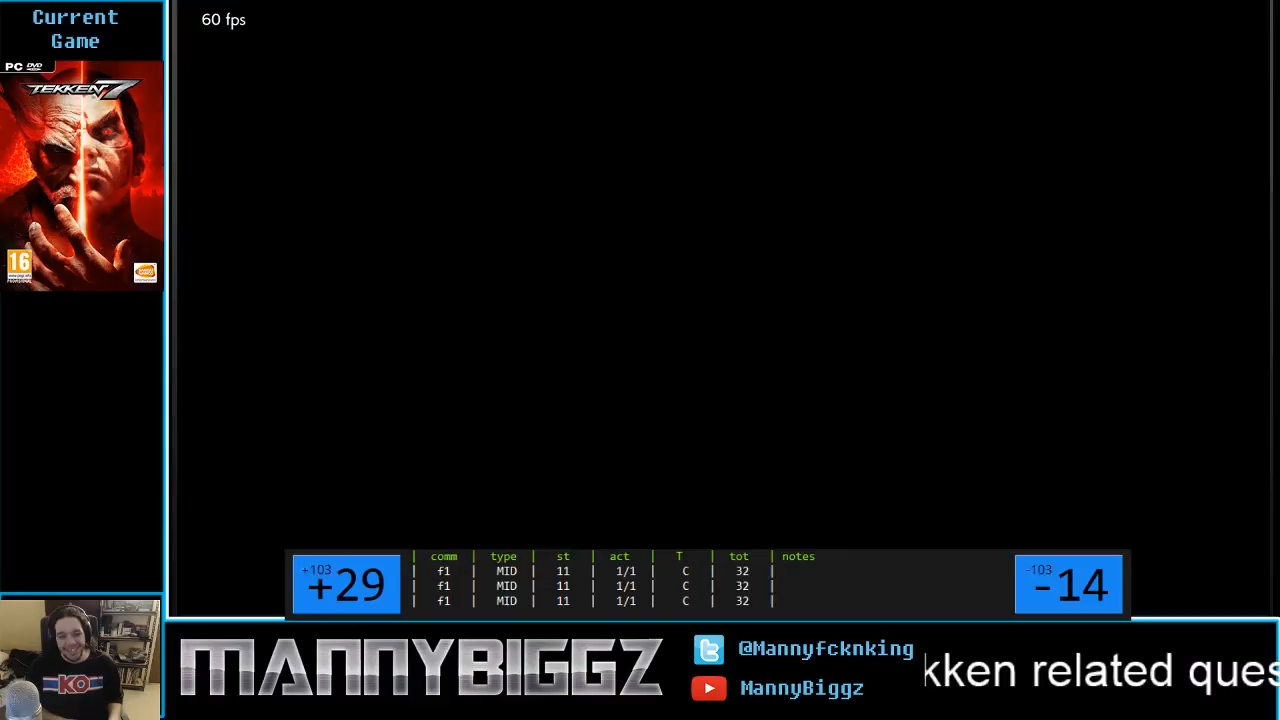 Current
Game
60 fps
PC DVD
TEKKEN 7
16
+103
+29
| comm | type | st | act | T | tot | notes
| f1 | MID | 11 | 1/1 | C | 32 |
| f1 | MID | 11 | 1/1 | C | 32 |
| f1 | MID | 11 | 1/1 | C | 32 |
-103
-14
KO
MANNYBIGGZ
@Mannyfcknking
MannyBiggz
kken related ques